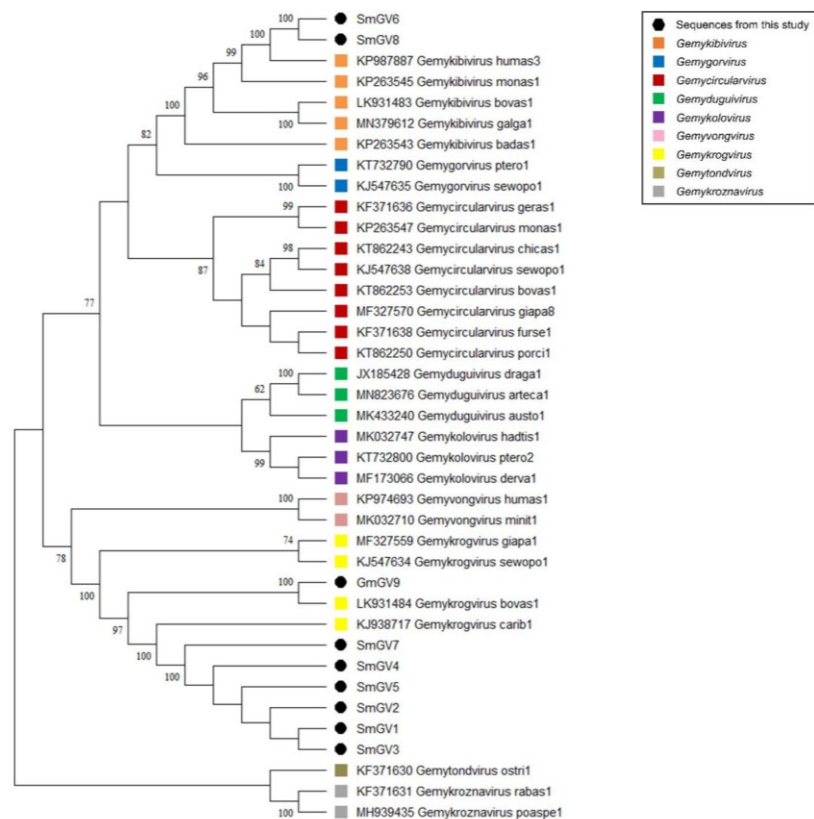 100
SmGV6
100
SmGV8
99
KP987887 Gemykibivirus humas3
96
KP263545 Gemykibivirus monas1
100
LK931483 Gemykibivirus bovas1
100
MN379612 Gemykibivirus galga1
82
KP263543 Gemykibivirus badas1
KT732790 Gemygorvirus ptero1
100
KJ547635 Gemygorvirus sewopo1
99
KF371636 Gemycircularvirus geras1
KP263547 Gemycircularvirus monas1
98
KT862243 Gemycircularvirus chicas1
87
84
KJ547638 Gemycircularvirus sewopo1
KT862253 Gemycircularvirus bovas1
77
MF327570 Gemycircularvirus giapa8
KF371638 Gemycircularvirus furse1
KT862250 Gemycircularvirus porci1
100
JX185428 Gemyduguivirus draga1
62
MN823676 Gemyduguivirus arteca1
MK433240 Gemyduguivirus austo1
MK032747 Gemykolovirus hadtis1
99
KT732800 Gemykolovirus ptero2
MF173066 Gemykolovirus derva1
100
KP974693 Gemyvongvirus humas1
MK032710 Gemyvongvirus minit1
78
74
MF327559 Gemykrogvirus giapa1
KJ547634 Gemykrogvirus sewopo1
100
100
GmGV9
LK931484 Gemykrogvirus bovas1
97
KJ938717 Gemykrogvirus carib1
100
SmGV7
100
SmGV4
SmGV5
SmGV2
SmGV1
SmGV3
KF371630 Gemytondvirus ostri1
KF371631 Gemykroznavirus rabas1
100
MH939435 Gemykroznavirus poaspe1
Sequences from this study
Gemykibivirus
Gemygorvirus
Gemycircularvirus
Gemyduguivirus
Gemykolovirus
Gemyvongvirus
Gemykrogvirus
Gemytondvirus
Gemykroznavirus